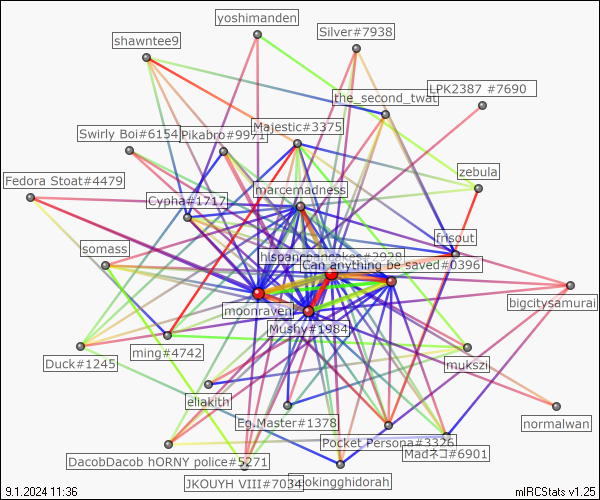 yoshimanden
Silver#7938
shawntee9
LPK2387 #7690
the_second_twat
Majestic#3375
Swirly Boi#6154
Pikabro#9971
zebula
Fedora Stoat#4479
marcemadness
Cypha#1717
frisout
somass
hispancpancakes#2928
Can anything be saved#0396
bigcitysamurai
moonraven
Mushy#1984
ming#4742
Duck#1245
mukszi
eliakith
Eg.Master#1378
normalwan
Pocket Persona#3326
Madネコ#6901
DacobDacob hORNY police#5271
JKOUYH VIII#7034
okingghidorah
9.1.2024 11:36
mIRCStats v1.25